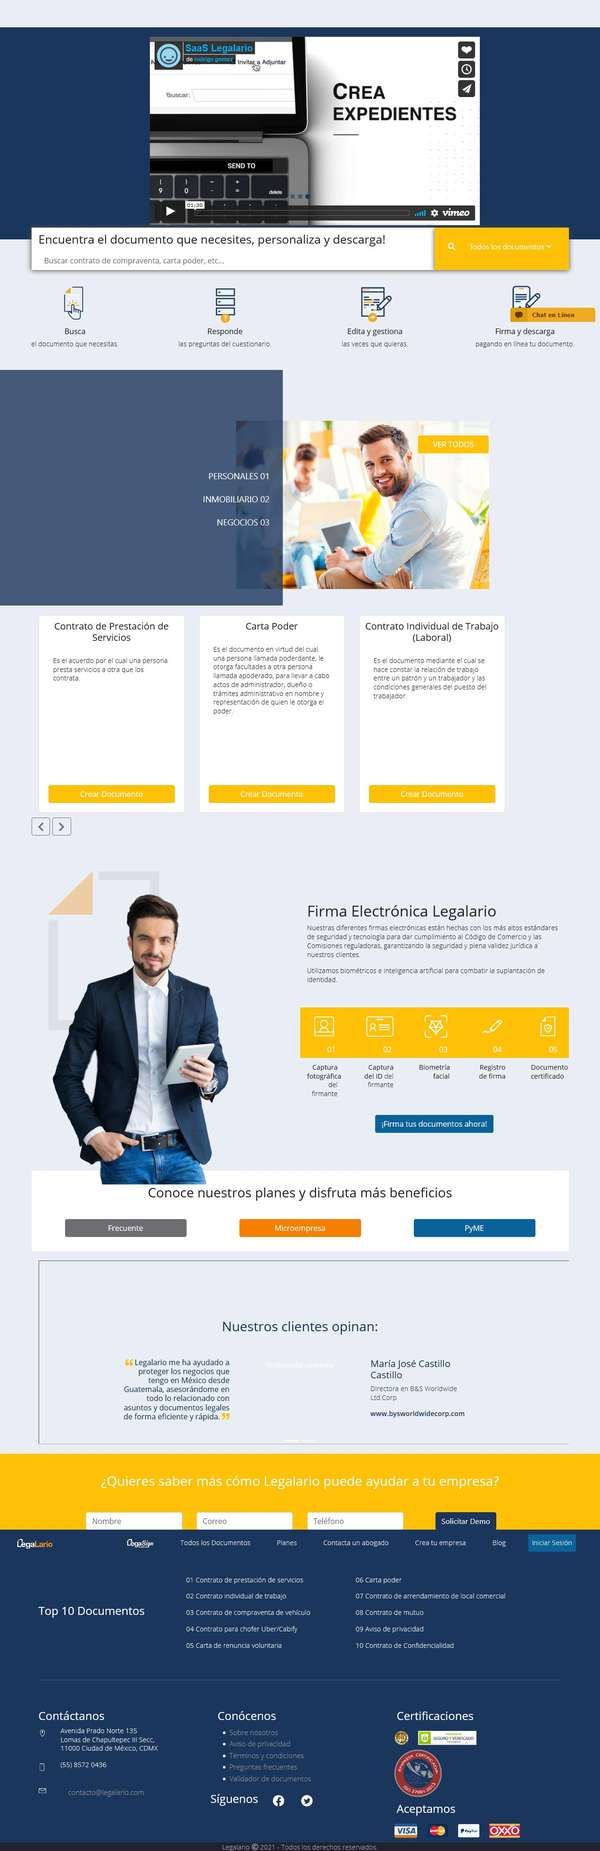 SaaS Legalario
de rodrigo gomez
Invitar a Adjuntar
Buscar:
CREA
EXPEDIENTES
SEND TO
delete
01:30
vimeo
Encuentra el documento que necesites, personaliza y descarga!
Buscar contrato de compraventa, carta poder, etc...
Todos los documentos
Chat en Línea
Busca
el documento que necesitas.
Responde
las preguntas del cuestionario.
Edita y gestiona
las veces que quieras.
Firma y descarga
pagando en línea tu documento.
VER TODOS
PERSONALES 01
INMOBILIARIO 02
NEGOCIOS 03
Contrato de Prestación de
Servicios
Es el acuerdo por el cual una persona
presta servicios a otra que los
contrata.
Crear Documento
Carta Poder
Es el documento en virtud del cual
una persona llamada poderdante, le
otorga facultades a otra persona
llamada apoderado, para llevar a cabo
actos de administrador, dueño o
trámites administrativo en nombre y
representación de quien le otorga el
poder.
Crear Documento
Contrato Individual de Trabajo
(Laboral)
Es el documento mediante el cual se
hace constar la relación de trabajo
entre un patrón y un trabajador y las
condiciones generales del puesto del
trabajador.
Crear Documento
Firma Electrónica Legalario
Nuestras diferentes firmas electrónicas están hechas con los más altos estándares
de seguridad y tecnología para dar cumplimiento al Código de Comercio y las
Comisiones reguladoras, garantizando la seguridad y plena validez jurídica a
nuestros clientes.
Utilizamos biométricos e inteligencia artificial para combatir la suplantación de
identidad.
01 02 03 04 05
Captura
fotográfica
del
firmante
Captura
del ID del
firmante
Biometría
facial
Registro
de firma
Documento
certificado
¡Firma tus documentos ahora!
Conoce nuestros planes y disfruta más beneficios
Frecuente
Microempresa
PyME
Nuestros clientes opinan:
Legalario me ha ayudado a
proteger los negocios que
tengo en México desde
Guatemala, asesorándome en
todo lo relacionado con
asuntos y documentos legales
de forma eficiente y rápida.
María José Castillo
Castillo
Directora en B&S Worldwide
Ltd.Corp
www.bysworldwidecorp.com
¿Quieres saber más cómo Legalario puede ayudar a tu empresa?
Nombre
Correo
Teléfono
Solicitar Demo
LegaLario
LegaSign
Todos los Documentos
Planes
Contacta un abogado
Crea tu empresa
Blog
Iniciar Sesión
Top 10 Documentos
01 Contrato de prestación de servicios
02 Contrato individual de trabajo
03 Contrato de compraventa de vehículo
04 Contrato para chofer Uber/Cabify
05 Carta de renuncia voluntaria
06 Carta poder
07 Contrato de arrendamiento de local comercial
08 Contrato de mutuo
09 Aviso de privacidad
10 Contrato de Confidencialidad
Contáctanos
Avenida Prado Norte 135
Lomas de Chapultepec III Secc,
11000 Ciudad de México, CDMX
(55) 8572 0436
contacto@legalario.com
Conócenos
Sobre nosotros
Aviso de privacidad
Términos y condiciones
Preguntas frecuentes
Validador de documentos
Síguenos
Certificaciones
SEGURO Y VERIFICADO
Aceptamos
VISA
PayPal
OXXO
Legalario © 2021 - Todos los derechos reservados.